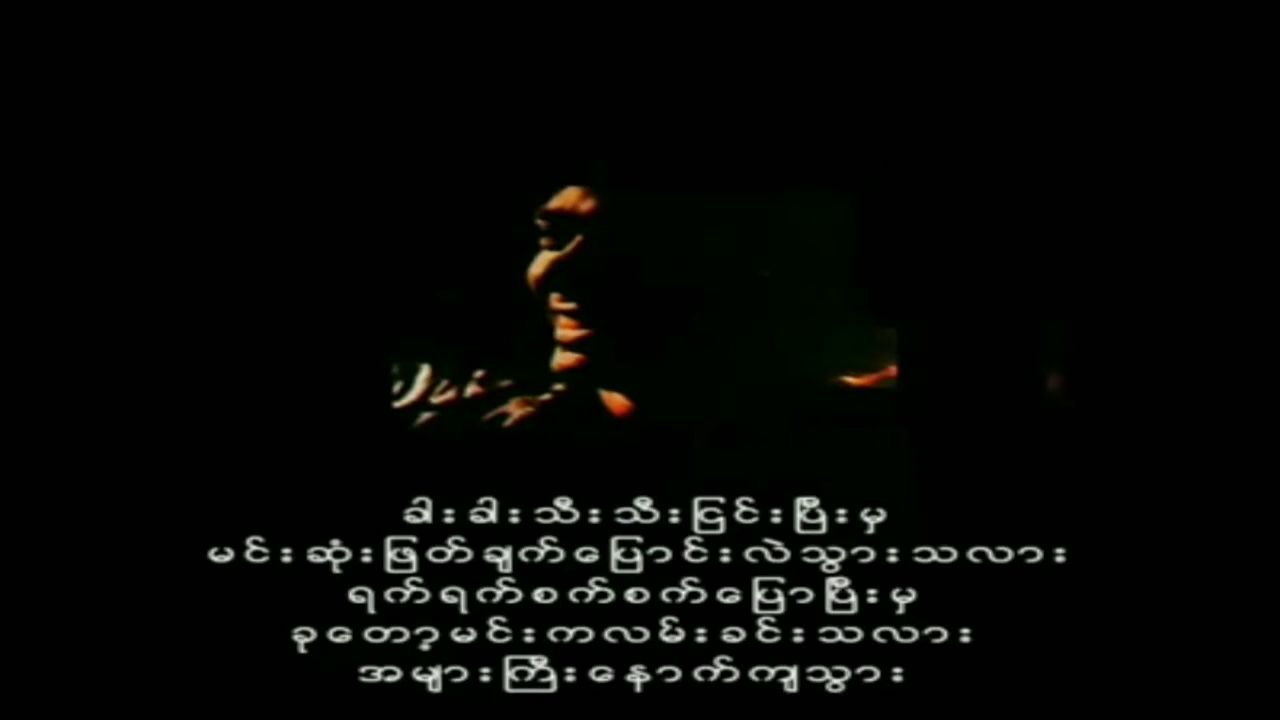 ခါးခါးသီးသီးငြင်းပြီးမှ
မင်းဆုံးဖြတ်ချက်ပြောင်းလဲသွားသလား
ရက်ရက်စက်စက်ပြောပြီးမှ
ခုတော့မင်းကလမ်းခင်းသလား
အများကြီးနောက်ကျသွား